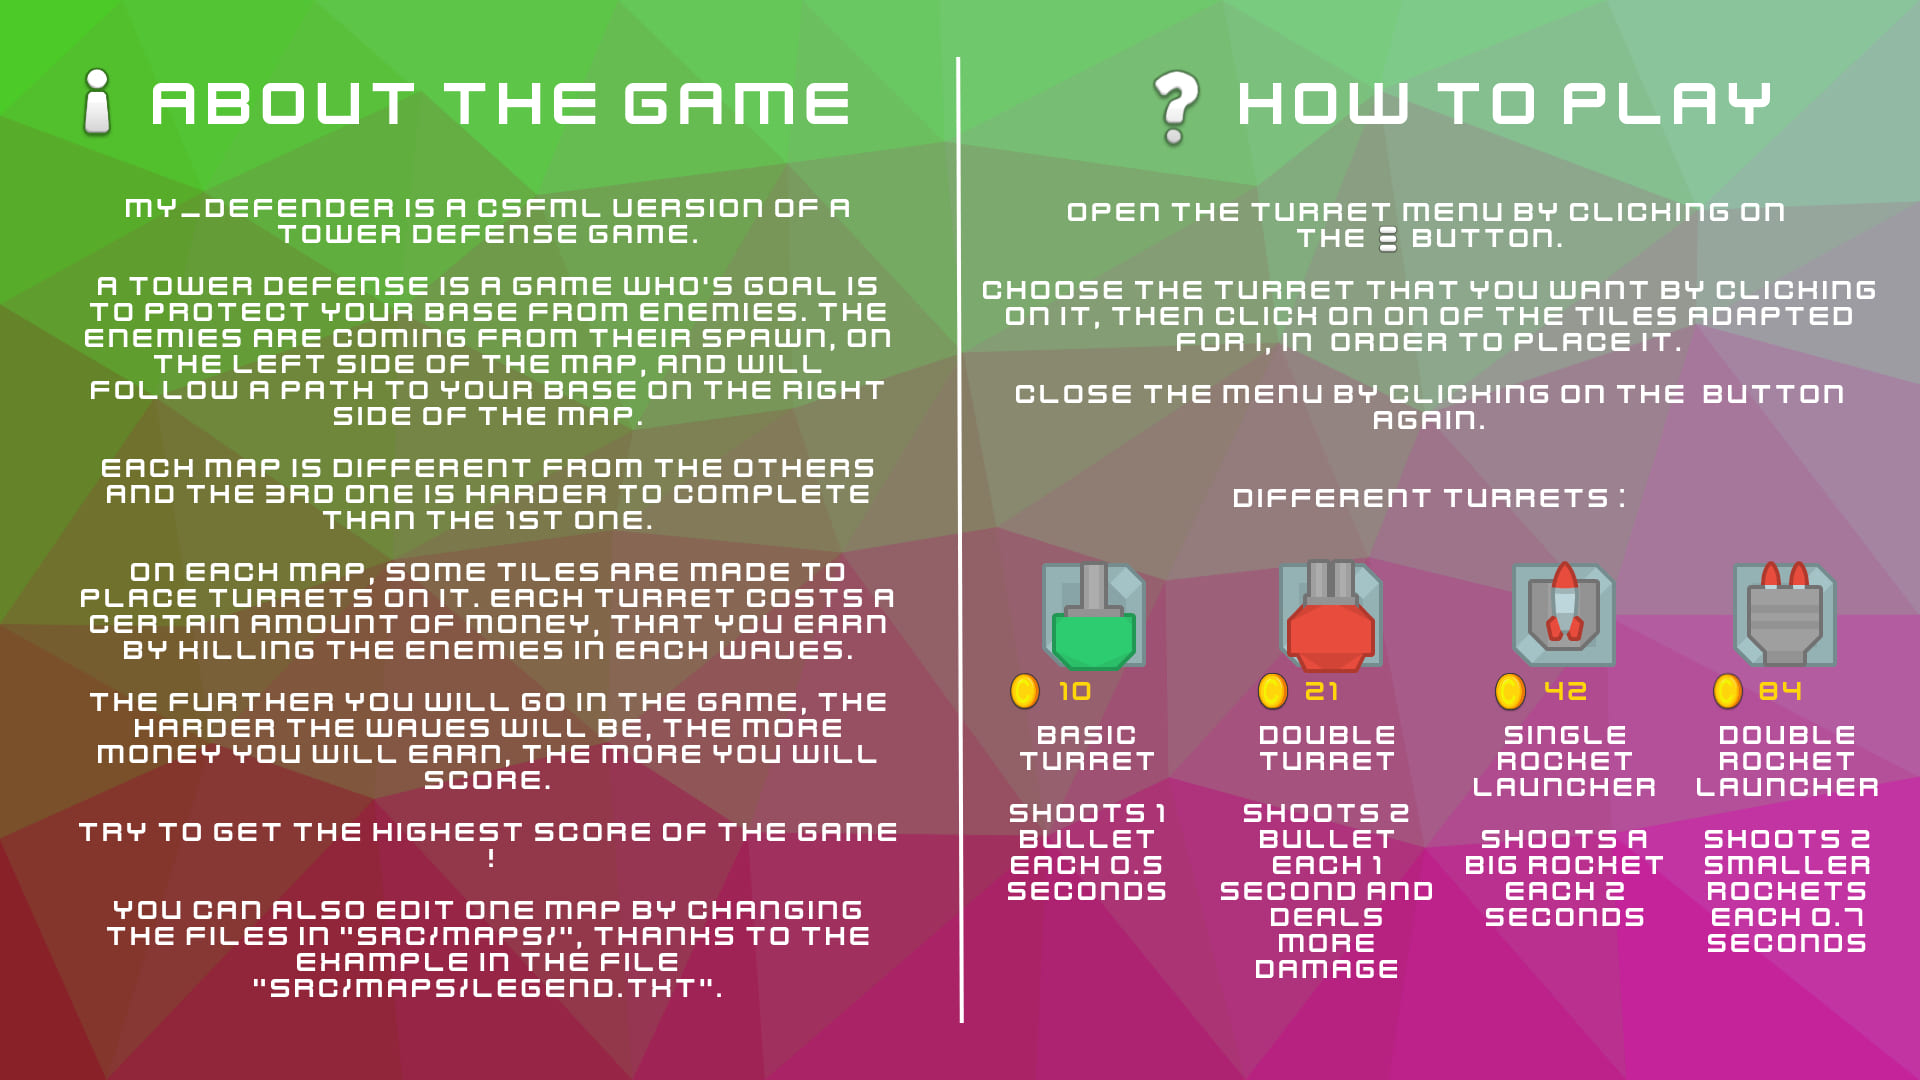 ABOUT THE GAME
MY_DEFENDER IS A CSFML VERSION OF A
TOWER DEFENSE GAME.
A TOWER DEFENSE IS A GAME WHO'S GOAL IS
TO PROTECT YOUR BASE FROM ENEMIES. THE
ENEMIES ARE COMING FROM THEIR SPAWN, ON
THE LEFT SIDE OF THE MAP, AND WILL
FOLLOW A PATH TO YOUR BASE ON THE RIGHT
SIDE OF THE MAP.
EACH MAP IS DIFFERENT FROM THE OTHERS
AND THE 3RD ONE IS HARDER TO COMPLETE
THAN THE 1ST ONE.
ON EACH MAP, SOME TILES ARE MADE TO
PLACE TURRETS ON IT. EACH TURRET COSTS A
CERTAIN AMOUNT OF MONEY, THAT YOU EARN
BY KILLING THE ENEMIES IN EACH WAVES.
THE FURTHER YOU WILL GO IN THE GAME, THE
HARDER THE WAVES WILL BE, THE MORE
MONEY YOU WILL EARN, THE MORE YOU WILL
SCORE.
TRY TO GET THE HIGHEST SCORE OF THE GAME
!
YOU CAN ALSO EDIT ONE MAP BY CHANGING
THE FILES IN "SRC/MAPS/", THANKS TO THE
EXAMPLE IN THE FILE
"SRC/MAPS/LEGEND.TXT".
? HOW TO PLAY
OPEN THE TURRET MENU BY CLICKING ON
THE BUTTON.
CHOOSE THE TURRET THAT YOU WANT BY CLICKING
ON IT, THEN CLICK ON ON OF THE TILES ADAPTED
FOR I, IN ORDER TO PLACE IT.
CLOSE THE MENU BY CLICKING ON THE BUTTON
AGAIN.
DIFFERENT TURRETS :
10
BASIC
TURRET
SHOOTS 1
BULLET
EACH 0.5
SECONDS
21
DOUBLE
TURRET
SHOOTS 2
BULLET
EACH 1
SECOND AND
DEALS
MORE
DAMAGE
42
SINGLE
ROCKET
LAUNCHER
SHOOTS A
BIG ROCKET
EACH 2
SECONDS
84
DOUBLE
ROCKET
LAUNCHER
SHOOTS 2
SMALLER
ROCKETS
EACH 0.7
SECONDS